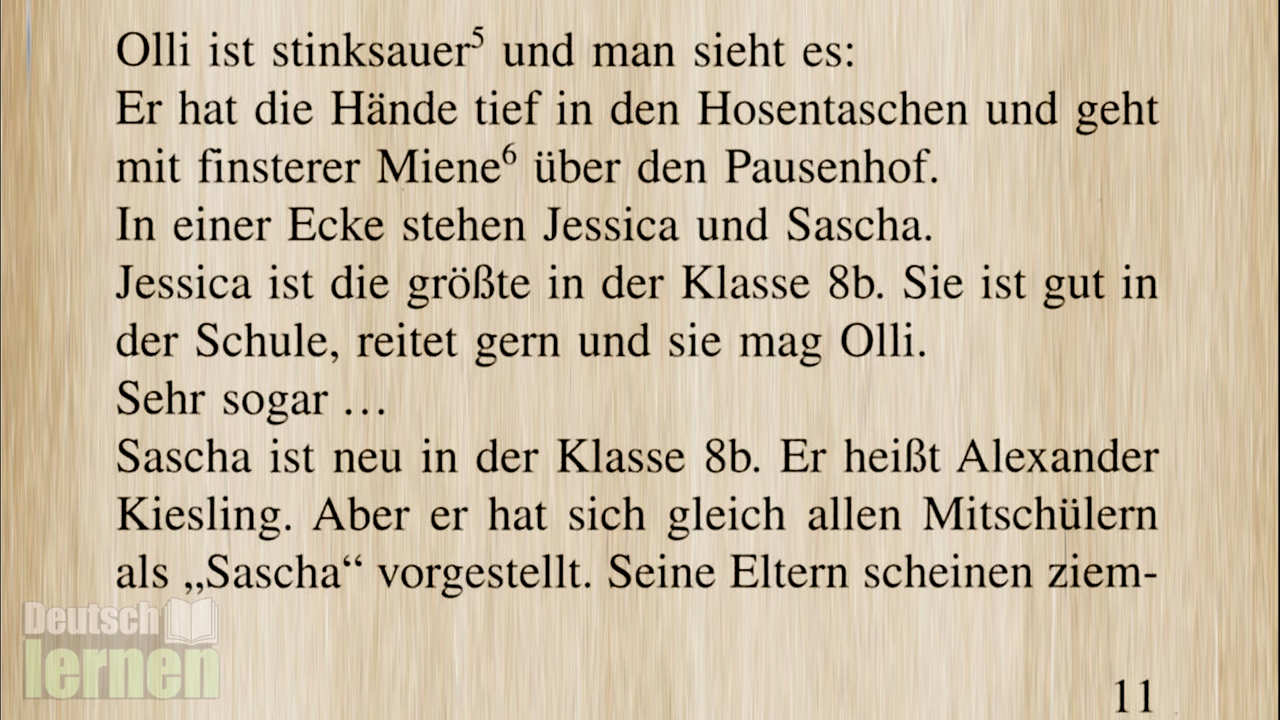 Olli ist stinksauer⁵ und man sieht es:
Er hat die Hände tief in den Hosentaschen und geht
mit finsterer Miene⁶ über den Pausenhof.
In einer Ecke stehen Jessica und Sascha.
Jessica ist die größte in der Klasse 8b. Sie ist gut in
der Schule, reitet gern und sie mag Olli.
Sehr sogar …
Sascha ist neu in der Klasse 8b. Er heißt Alexander
Kiesling. Aber er hat sich gleich allen Mitschülern
als „Sascha“ vorgestellt. Seine Eltern scheinen ziem-
Deutsch
lernen
11